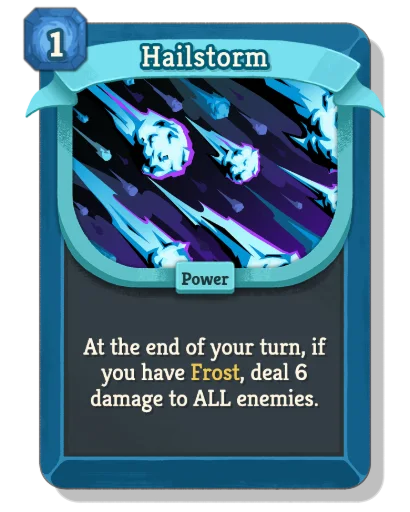 1
Hailstorm
Power
At the end of your turn, if
you have Frost, deal 6
damage to ALL enemies.